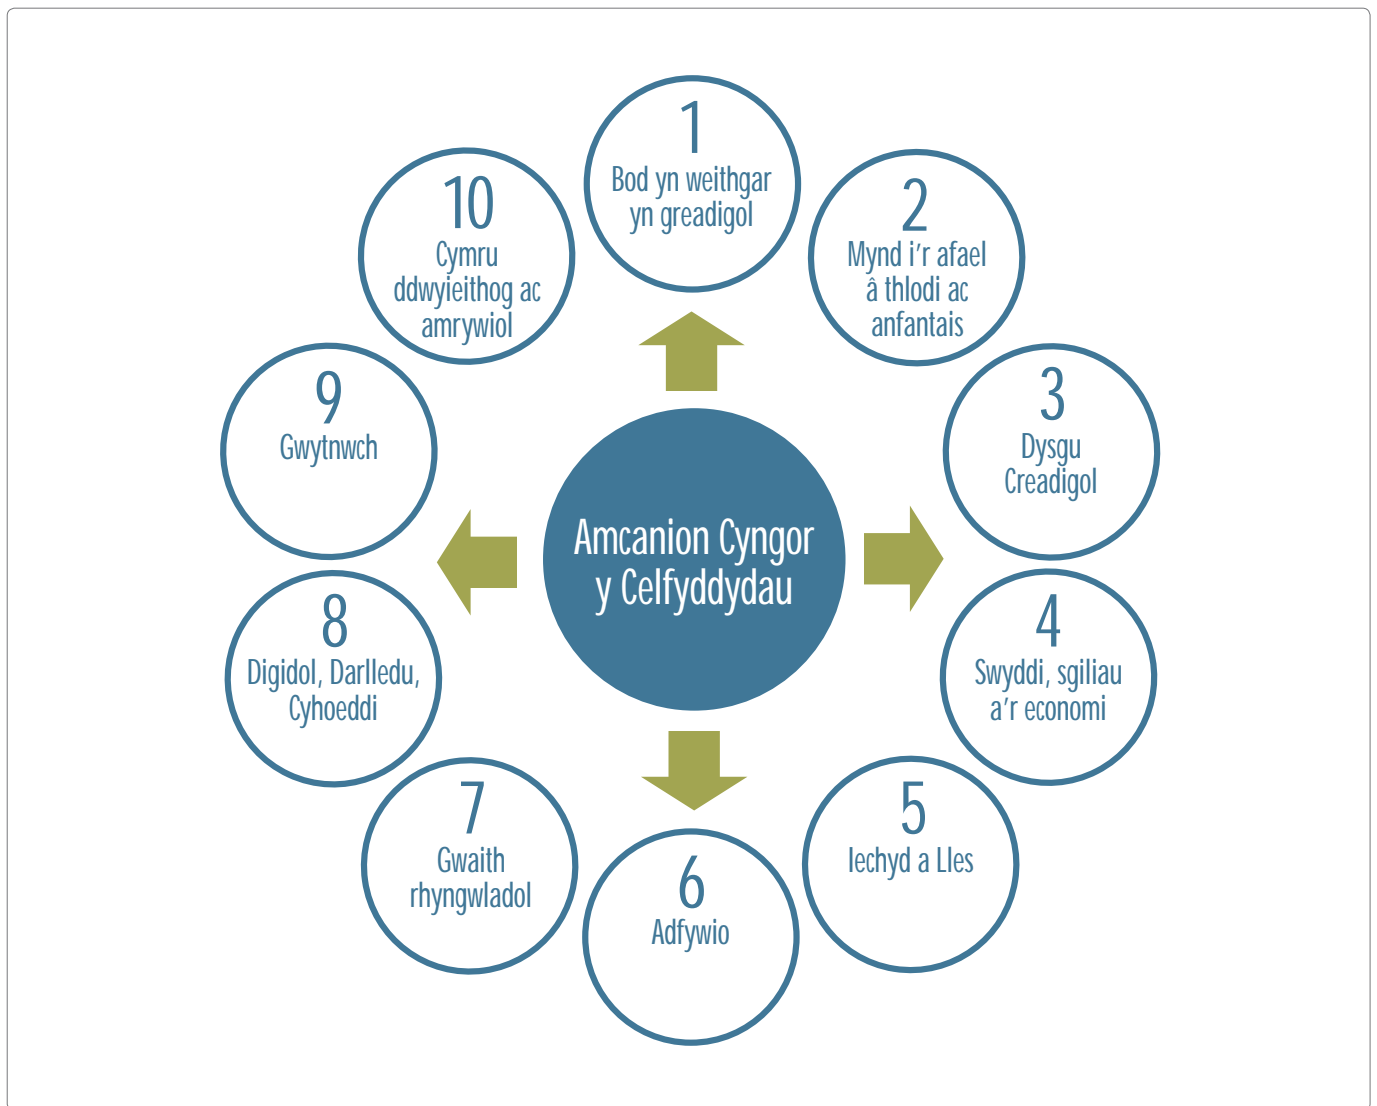 1
Bod yn weithgar
yn greadigol
2
Mynd i'r afael
â thlodi ac
anfantais
3
Dysgu
Creadigol
4
Swyddi, sgiliau
a'r economi
5
Iechyd a Lles
6
Adfywio
7
Gwaith
rhyngwladol
8
Digidol, Darlledu,
Cyhoeddi
9
Gwytnwch
10
Cymru
ddwyieithog ac
amrywiol
Amcanion Cyngor
y Celfyddydau